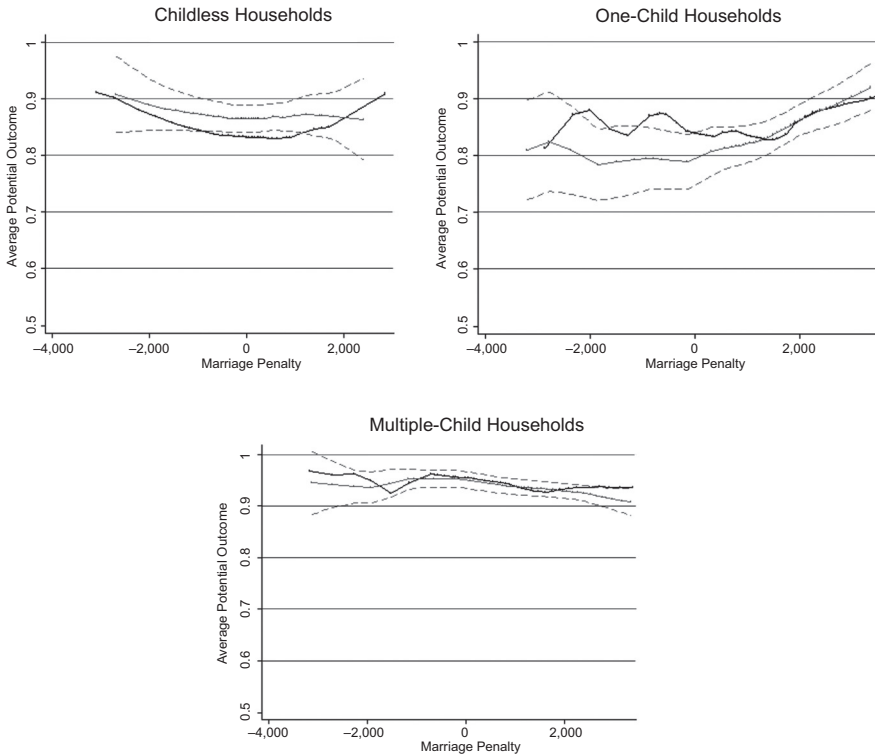 Childless Households
Average Potential Outcome
1
0.9
0.8
0.7
0.6
0.5
−4,000 −2,000 0 2,000
Marriage Penalty
One-Child Households
Average Potential Outcome
1
0.9
0.8
0.7
0.6
0.5
−4,000 −2,000 0 2,000
Marriage Penalty
Multiple-Child Households
Average Potential Outcome
1
0.9
0.8
0.7
0.6
0.5
−4,000 −2,000 0 2,000
Marriage Penalty